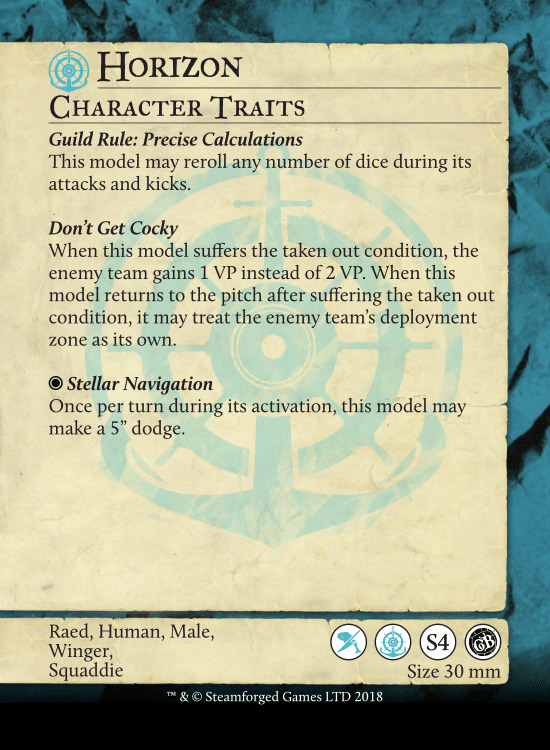 Horizon
Character Traits
Guild Rule: Precise Calculations
This model may reroll any number of dice during its
attacks and kicks.
Don't Get Cocky
When this model suffers the taken out condition, the
enemy team gains 1 VP instead of 2 VP. When this
model returns to the pitch after suffering the taken out
condition, it may treat the enemy team's deployment
zone as its own.
Stellar Navigation
Once per turn during its activation, this model may
make a 5” dodge.
Raed, Human, Male,
Winger,
Squaddie
S4
GB
Size 30 mm
™ & © Steamforged Games LTD 2018